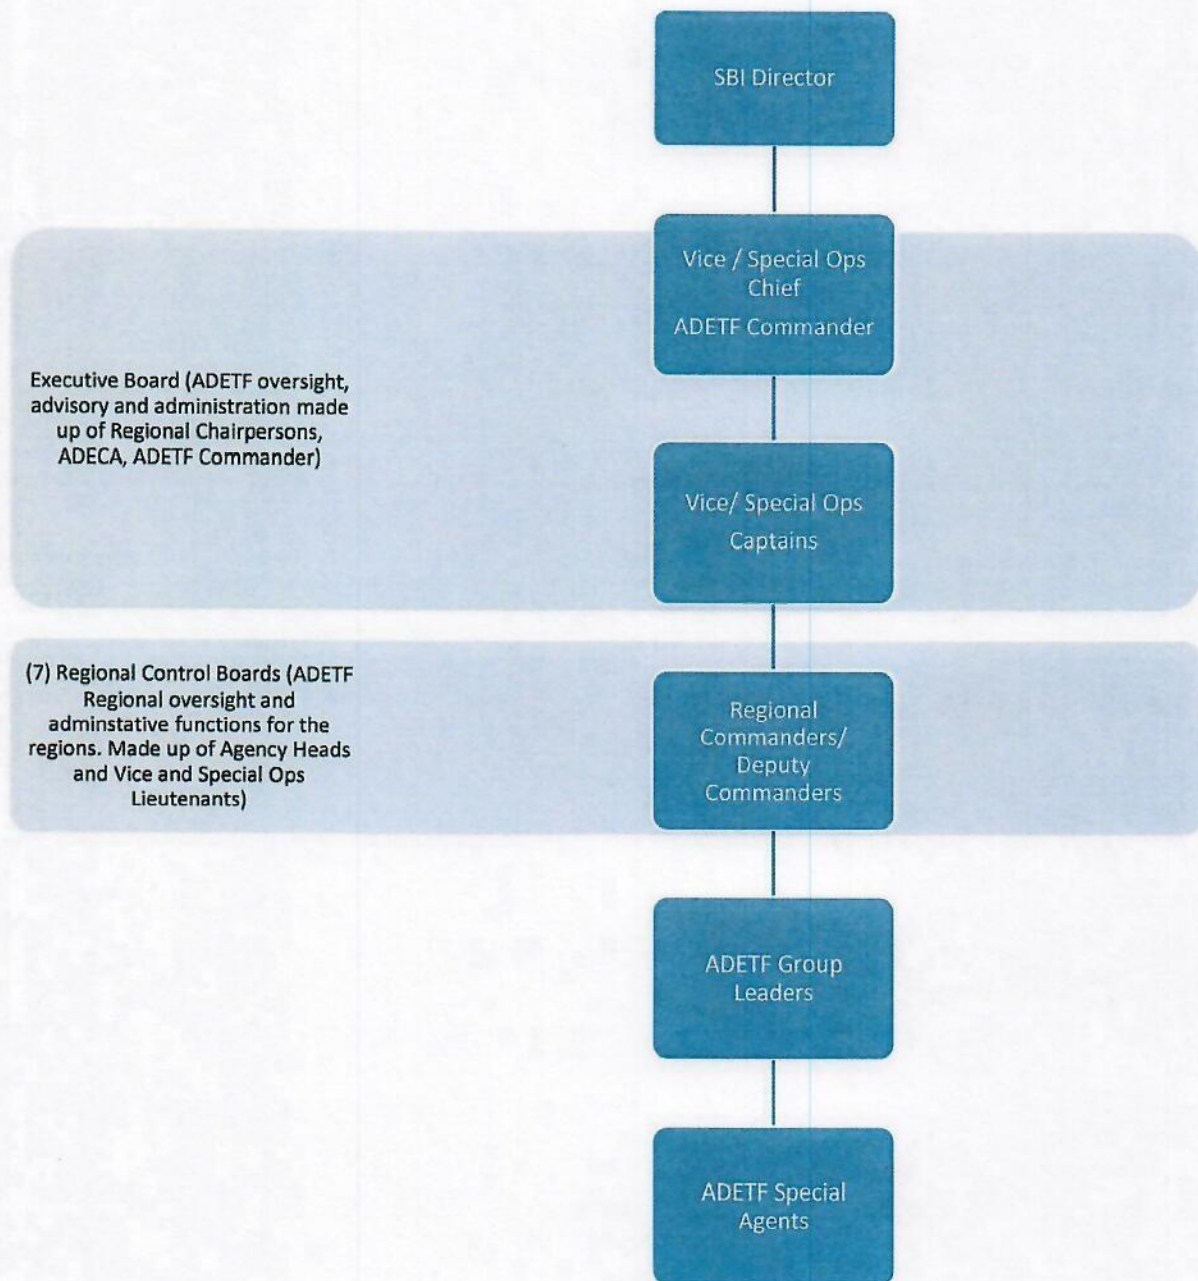 SBI Director
Vice / Special Ops
Chief
ADETF Commander
Executive Board (ADETF oversight,
advisory and administration made
up of Regional Chairpersons,
ADECA, ADETF Commander)
Vice/ Special Ops
Captains
(7) Regional Control Boards (ADETF
Regional oversight and
adminstative functions for the
regions. Made up of Agency Heads
and Vice and Special Ops
Lieutenants)
Regional
Commanders/
Deputy
Commanders
ADETF Group
Leaders
ADETF Special
Agents